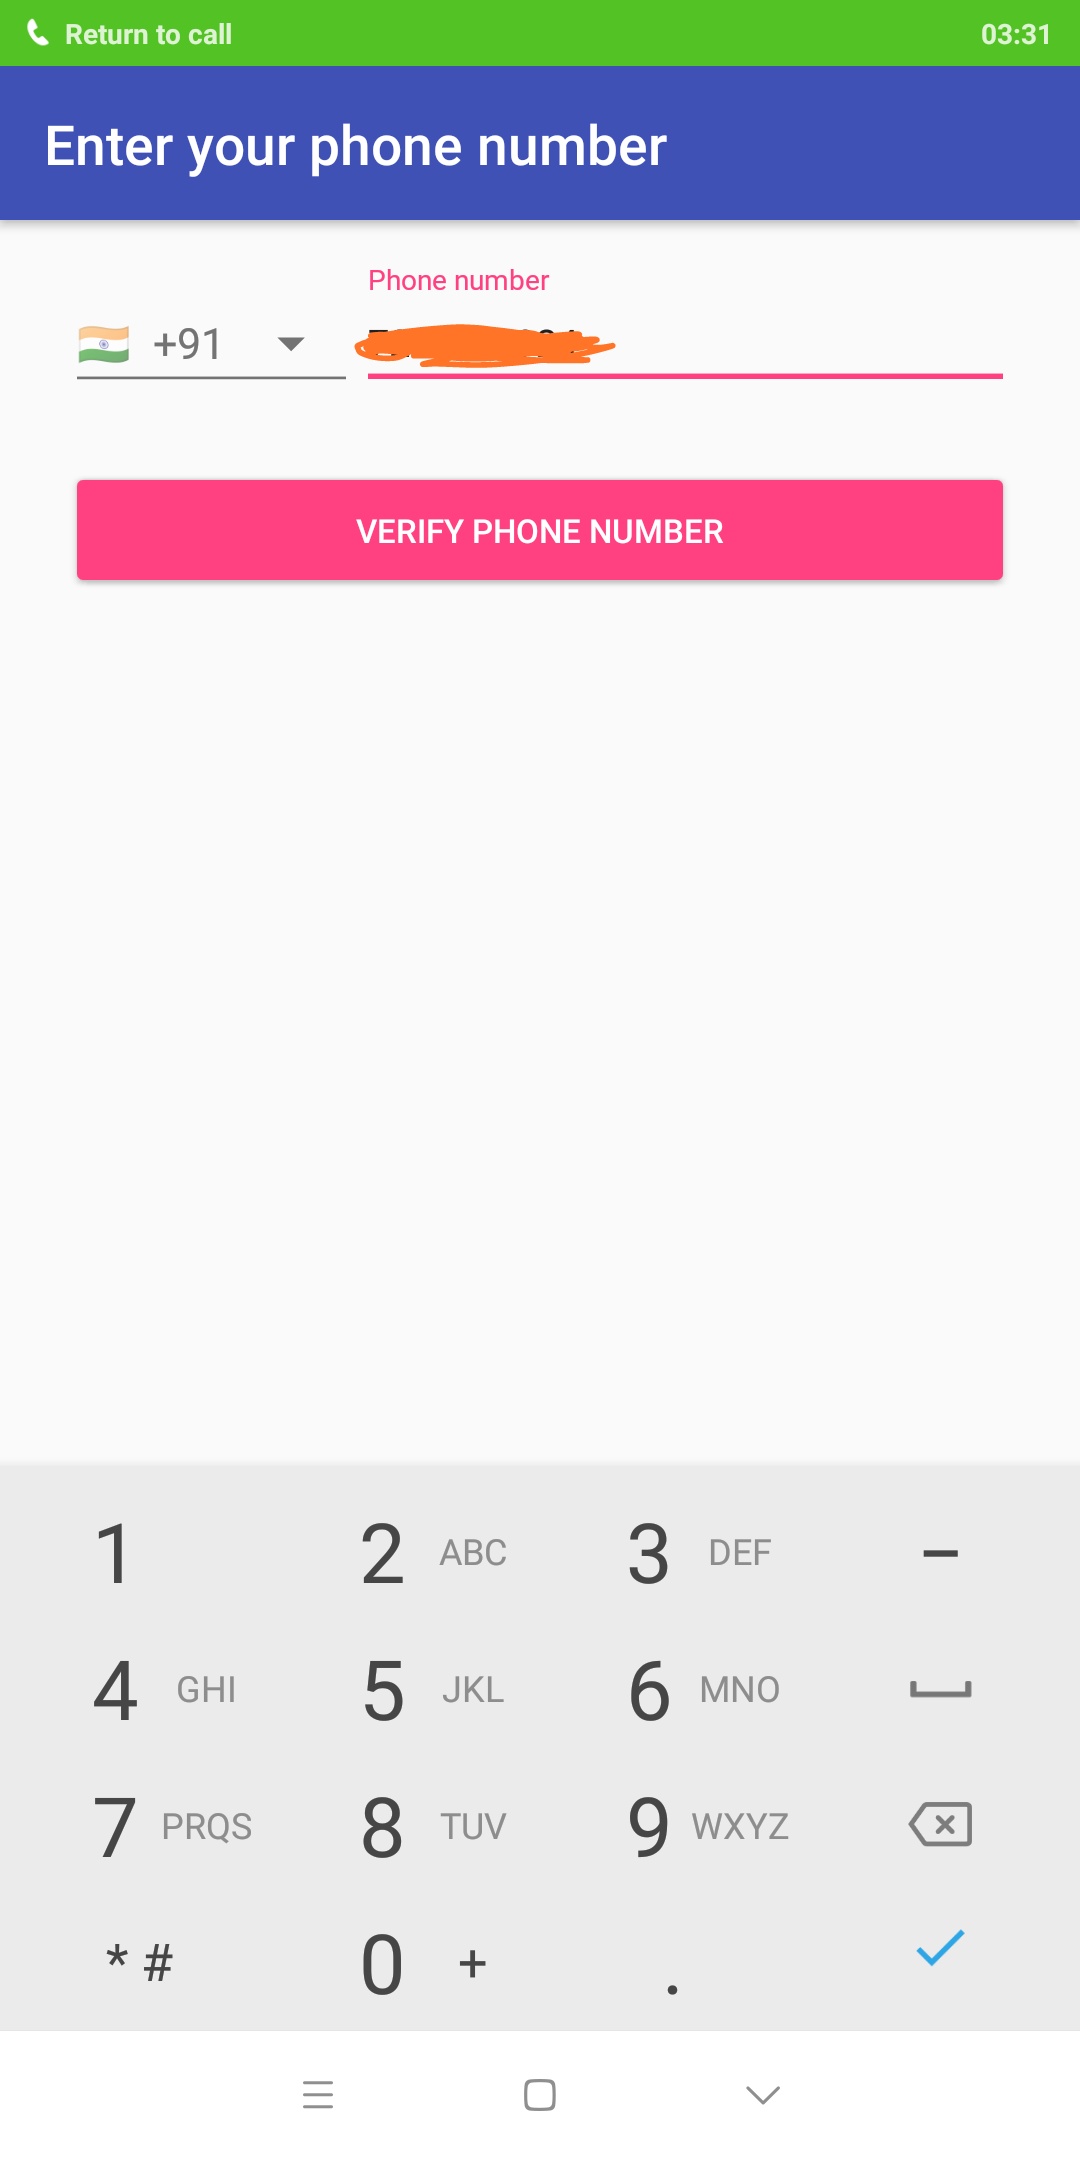 Return to call 03:31
Enter your phone number
Phone number
+91
VERIFY PHONE NUMBER
1 2 ABC 3 DEF –
4 GHI 5 JKL 6 MNO
7 PRQS 8 TUV 9 WXYZ
* # 0 + .